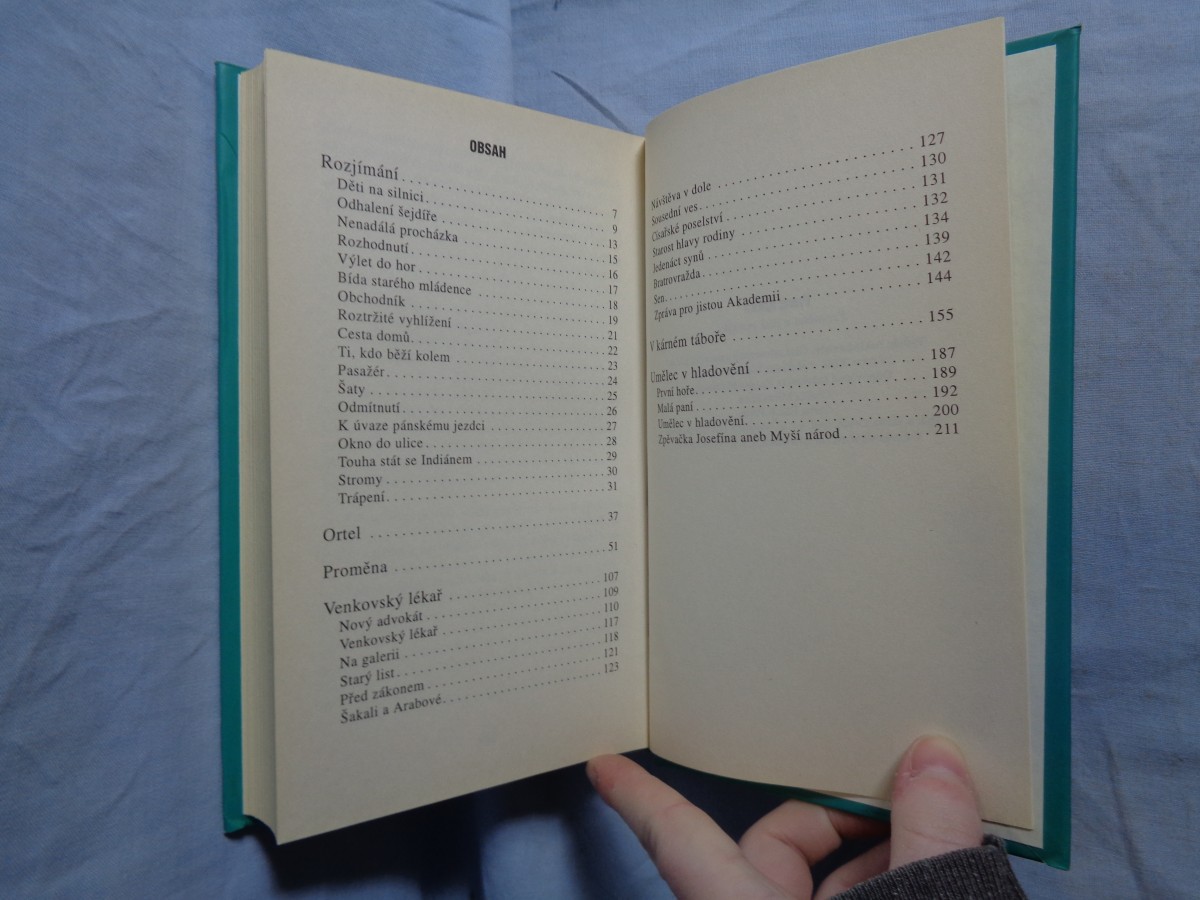 OBSAH
Rozjímání . . . . . . . . . . 7
Děti na silnici . . . . . . . . . . 9
Odhalení šejdíře . . . . . . . . . . 13
Nenadálá procházka . . . . . . . . . . 15
Rozhodnutí . . . . . . . . . . 16
Výlet do hor . . . . . . . . . . 17
Bída starého mládence . . . . . . . . . . 18
Obchodník . . . . . . . . . . 19
Roztržité vyhlížení . . . . . . . . . . 21
Cesta domů . . . . . . . . . . 22
Ti, kdo běží kolem . . . . . . . . . . 23
Pasažér . . . . . . . . . . 24
Šaty . . . . . . . . . . 25
Odmítnutí . . . . . . . . . . 26
K úvaze pánskému jezdci . . . . . . . . . . 27
Okno do ulice . . . . . . . . . . 28
Touha stát se Indiánem . . . . . . . . . . 29
Stromy . . . . . . . . . . 30
Trápení . . . . . . . . . . 31
Ortel . . . . . . . . . . 37
Proměna . . . . . . . . . . 51
Venkovský lékař . . . . . . . . . . 107
Nový advokát . . . . . . . . . . 109
Venkovský lékař . . . . . . . . . . 110
Na galerii . . . . . . . . . . 117
Starý list . . . . . . . . . . 118
Před zákonem . . . . . . . . . . 121
Šakali a Arabové . . . . . . . . . . 123
Návštěva v dole . . . . . . . . . . 127
Sousední ves . . . . . . . . . . 130
Císařské poselství . . . . . . . . . . 131
Starost hlavy rodiny . . . . . . . . . . 132
Jedenáct synů . . . . . . . . . . 134
Bratrovražda . . . . . . . . . . 139
Sen . . . . . . . . . . 142
Zpráva pro jistou Akademii . . . . . . . . . . 144
V kárném táboře . . . . . . . . . . 155
Umělec v hladovění . . . . . . . . . . 187
První hoře . . . . . . . . . . 189
Malá paní . . . . . . . . . . 192
Umělec v hladovění . . . . . . . . . . 200
Zpěvačka Josefína aneb Myší národ . . . . . . . . . . 211